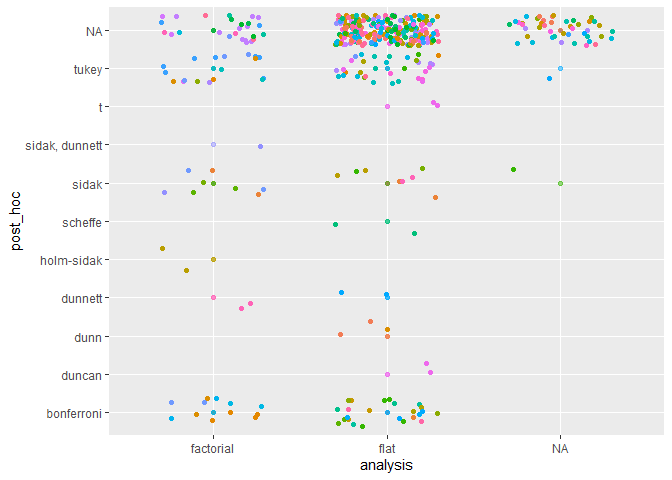 NA
tukey
t
sidak, dunnett
sidak
scheffe
holm-sidak
dunnett
dunn
duncan
bonferroni
post_hoc
factorial flat NA
analysis